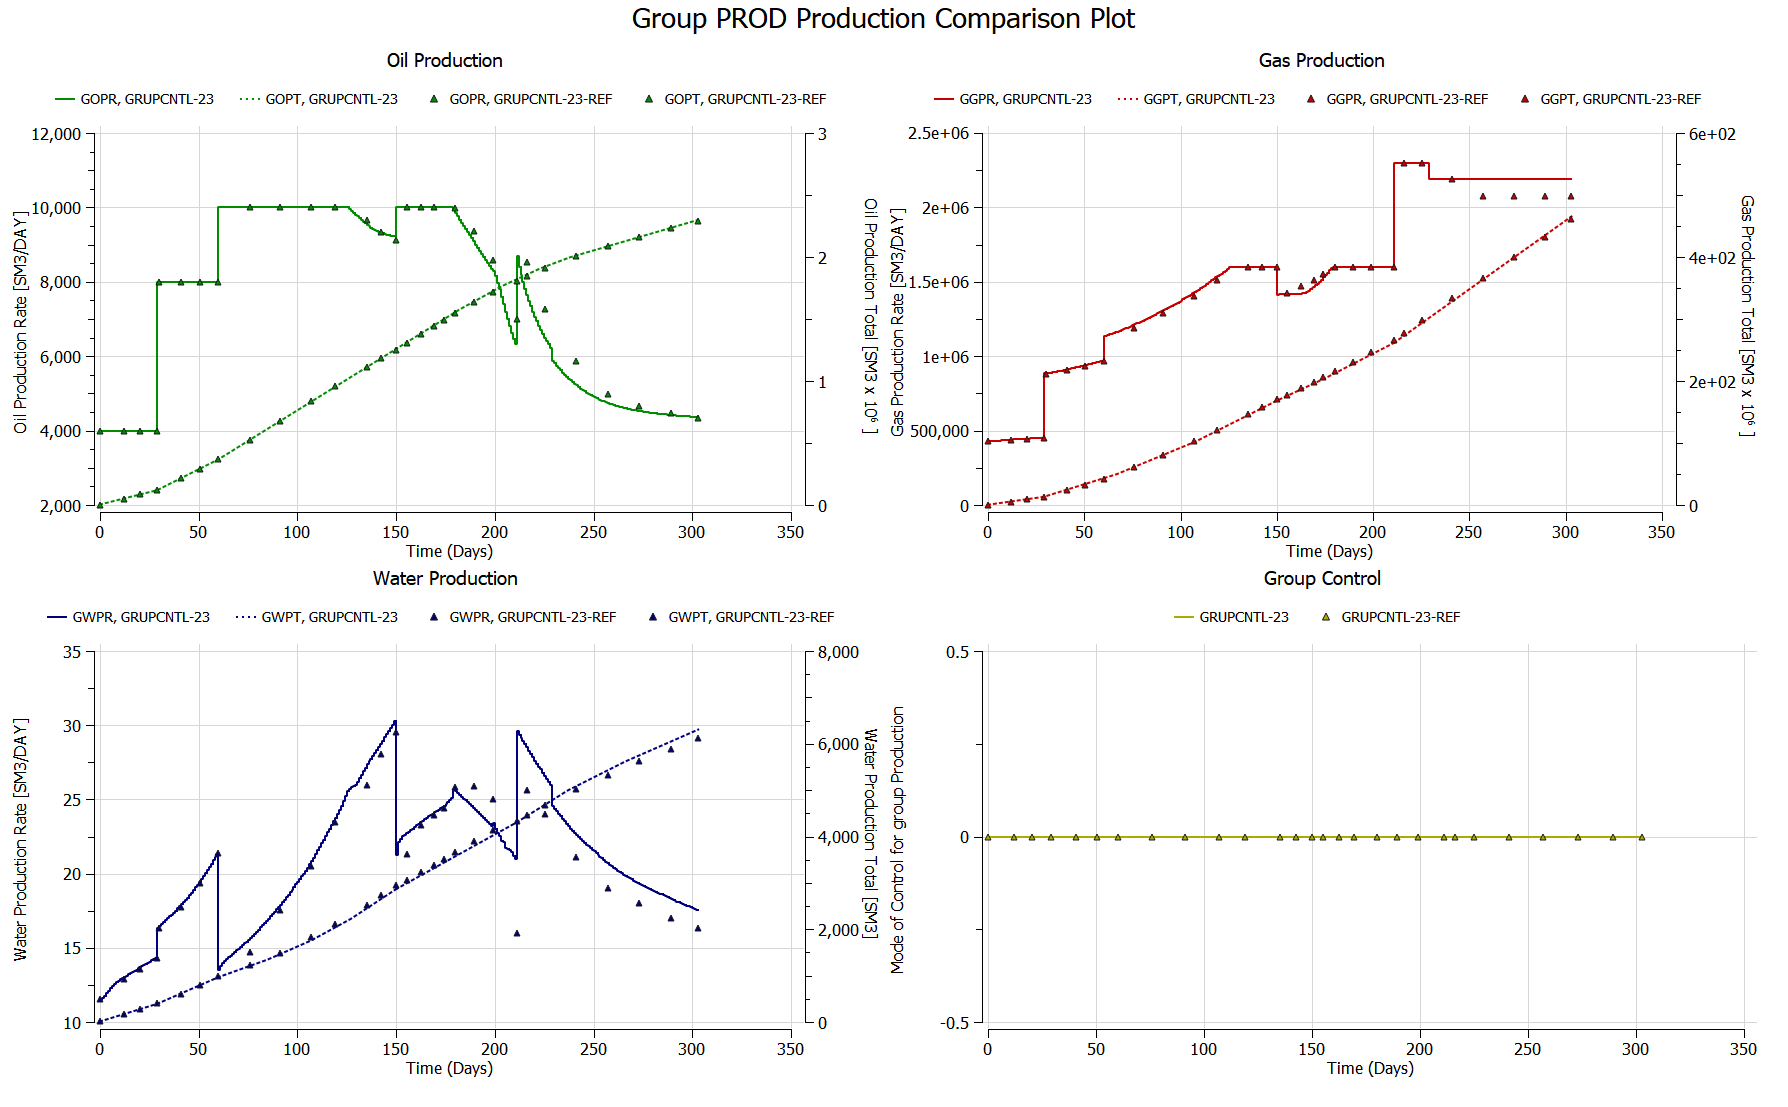 Group PROD Production Comparison Plot
Oil Production
GOPR, GRUPCNTL-23 GOPT, GRUPCNTL-23 GOPR, GRUPCNTL-23-REF GOPT, GRUPCNTL-23-REF
12,000
10,000
8,000
6,000
4,000
2,000
Oil Production Rate [SM3/DAY]
3
2
1
0
Oil Production Total [SM3 x 10⁶ ]
0 50 100 150 200 250 300 350
Time (Days)
Gas Production
GGPR, GRUPCNTL-23 GGPT, GRUPCNTL-23 GGPR, GRUPCNTL-23-REF GGPT, GRUPCNTL-23-REF
2.5e+06
2e+06
1.5e+06
1e+06
500,000
0
Gas Production Rate [SM3/DAY]
6e+02
4e+02
2e+02
0
Gas Production Total [SM3 x 10⁶ ]
0 50 100 150 200 250 300 350
Time (Days)
Water Production
GWPR, GRUPCNTL-23 GWPT, GRUPCNTL-23 GWPR, GRUPCNTL-23-REF GWPT, GRUPCNTL-23-REF
35
30
25
20
15
10
Water Production Rate [SM3/DAY]
8,000
6,000
4,000
2,000
0
Water Production Total [SM3]
0 50 100 150 200 250 300 350
Time (Days)
Group Control
GRUPCNTL-23 GRUPCNTL-23-REF
0.5
0
-0.5
Mode of Control for group Production
0 50 100 150 200 250 300 350
Time (Days)